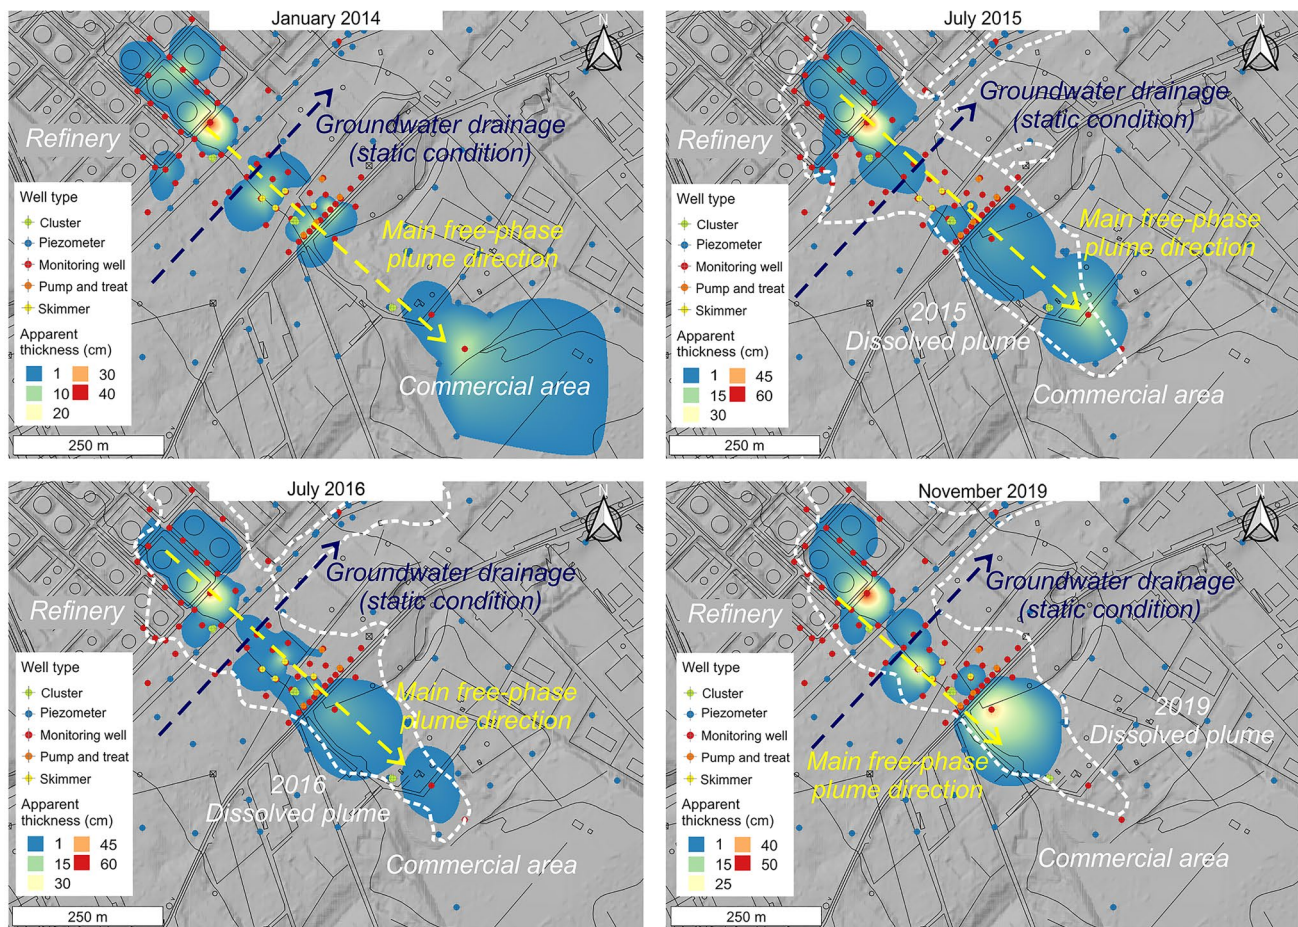 January 2014
N
Groundwater drainage
(static condition)
Refinery
Well type
Cluster
Piezometer
Monitoring well
Pump and treat
Skimmer
Apparent
thickness (cm)
1 30
10 40
20
Main free-phase
plume direction
Commercial area
250 m
July 2015
N
Groundwater drainage
(static condition)
Refinery
Well type
Cluster
Piezometer
Monitoring well
Pump and treat
Skimmer
Apparent
thickness (cm)
1 45
15 60
30
Main free-phase
plume direction
2015
Dissolved plume
Commercial area
250 m
July 2016
N
Groundwater drainage
(static condition)
Refinery
Well type
Cluster
Piezometer
Monitoring well
Pump and treat
Skimmer
Apparent
thickness (cm)
1 45
15 60
30
Main free-phase
plume direction
2016
Dissolved plume
Commercial area
250 m
November 2019
N
Groundwater drainage
(static condition)
Refinery
Well type
Cluster
Piezometer
Monitoring well
Pump and treat
Skimmer
Apparent
thickness (cm)
1 40
15 50
25
2019
Dissolved plume
Main free-phase
plume direction
Commercial area
250 m